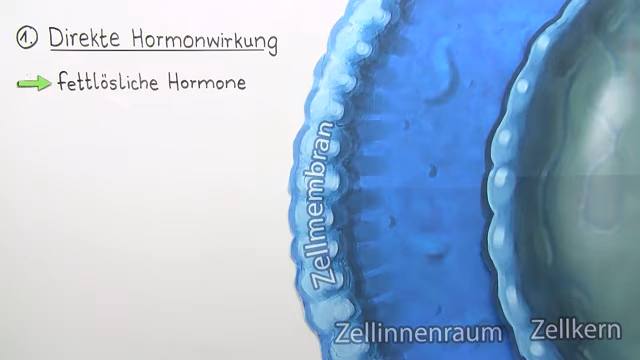 1. Direkte Hormonwirkung
fettlösliche Hormone
Zellmembran
Zellinnenraum
Zellkern